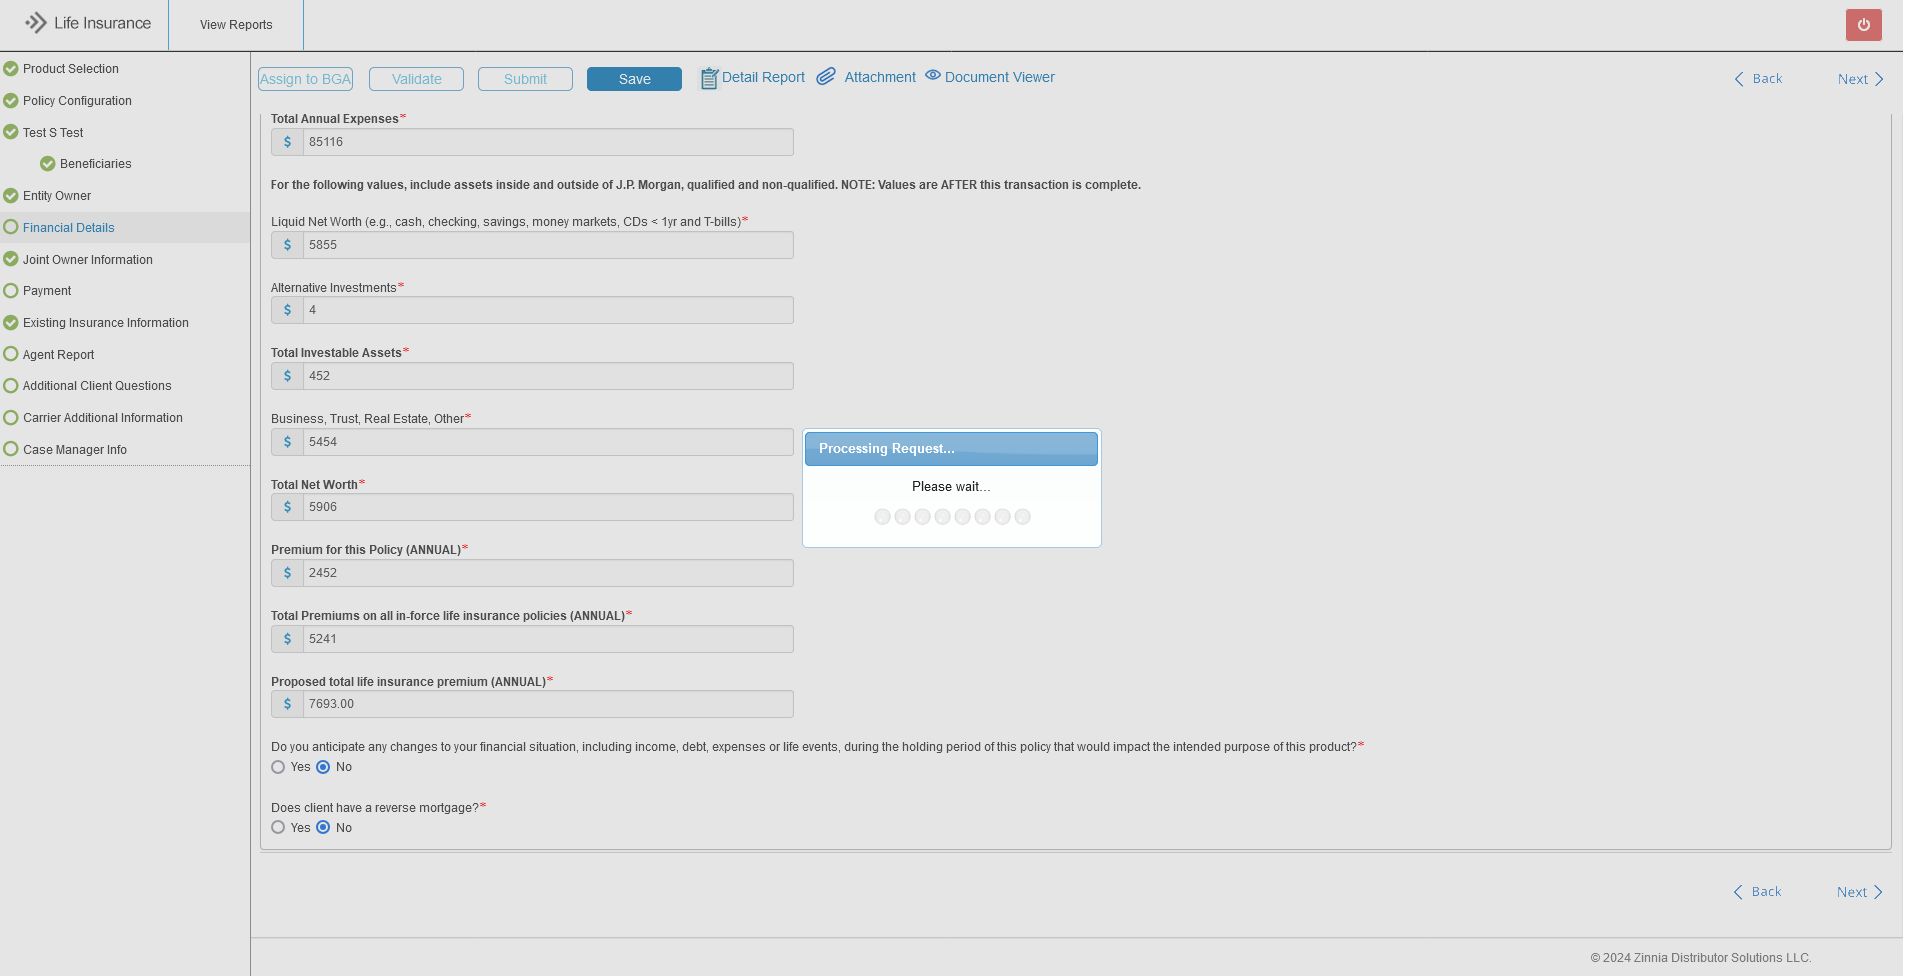 Life Insurance
View Reports
Product Selection
Policy Configuration
Test S Test
Beneficiaries
Entity Owner
Financial Details
Joint Owner Information
Payment
Existing Insurance Information
Agent Report
Additional Client Questions
Carrier Additional Information
Case Manager Info
Assign to BGA
Validate
Submit
Save
Detail Report
Attachment
Document Viewer
Back
Next
Total Annual Expenses*
$ 85116
For the following values, include assets inside and outside of J.P. Morgan, qualified and non-qualified. NOTE: Values are AFTER this transaction is complete.
Liquid Net Worth (e.g., cash, checking, savings, money markets, CDs < 1yr and T-bills)*
$ 5855
Alternative Investments*
$ 4
Total Investable Assets*
$ 452
Business, Trust, Real Estate, Other*
$ 5454
Total Net Worth*
$ 5906
Premium for this Policy (ANNUAL)*
$ 2452
Total Premiums on all in-force life insurance policies (ANNUAL)*
$ 5241
Proposed total life insurance premium (ANNUAL)*
$ 7693.00
Do you anticipate any changes to your financial situation, including income, debt, expenses or life events, during the holding period of this policy that would impact the intended purpose of this product?*
Yes No
Does client have a reverse mortgage?*
Yes No
Processing Request...
Please wait...
Back
Next
© 2024 Zinnia Distributor Solutions LLC.